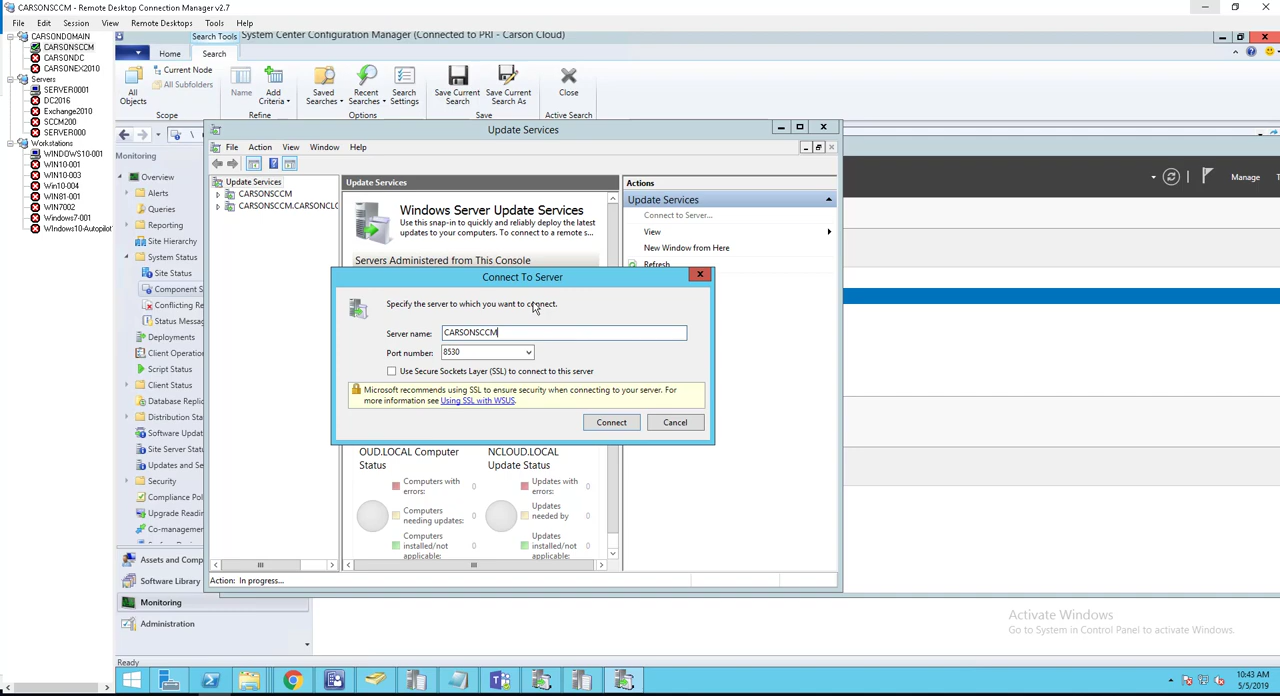 CARSONSCCM - Remote Desktop Connection Manager v2.7
File Edit Session View Remote Desktops Tools Help
CARSONDOMAIN
CARSONSCCM
CARSONDC
CARSONEX2010
Servers
SERVER0001
DC2016
Exchange2010
SCCM200
SERVER000
Workstations
WINDOWS10-001
WIN10-001
WIN10-003
Win10-004
WIN81-001
WIN7002
Windows7-001
WIndows10-Autopilot
Search Tools
System Center Configuration Manager (Connected to PRI - Carson Cloud)
Home Search
All Objects
Current Node
All Subfolders
Scope
Name
Add Criteria
Refine
Saved Searches
Recent Searches
Search Settings
Options
Save Current Search
Save Current Search As
Save
Close
Active Search
Monitoring
Overview
Alerts
Queries
Reporting
Site Hierarchy
System Status
Site Status
Component S
Conflicting Re
Status Messag
Deployments
Client Operatio
Script Status
Client Status
Database Replic
Distribution Sta
Software Updat
Site Server Stat
Updates and Se
Security
Compliance Pol
Upgrade Readin
Co-management
Assets and Comp
Software Library
Monitoring
Administration
Ready
Update Services
File Action View Window Help
Update Services
CARSONSCCM
CARSONSCCM.CARSONCLO
Update Services
Windows Server Update Services
Use this snap-in to quickly and reliably deploy the latest
updates to your computers. To connect to a remote s...
Servers Administered from This Console
Actions
Update Services
Connect to Server...
View
New Window from Here
Refresh
Connect To Server
Specify the server to which you want to connect.
Server name: CARSONSCCM
Port number: 8530
Use Secure Sockets Layer (SSL) to connect to this server
Microsoft recommends using SSL to ensure security when connecting to your server. For
more information see Using SSL with WSUS.
Connect Cancel
OUD.LOCAL Computer
Status
NCLOUD.LOCAL
Update Status
Computers with
errors: 0
Computers
needing updates: 0
Computers
installed/not
applicable: 0
Updates with
errors: 0
Updates
needed by 0
Updates
installed/not
applicable: 0
Action: In progress...
Manage
Activate Windows
Go to System in Control Panel to activate Windows.
10:43 AM
5/5/2019